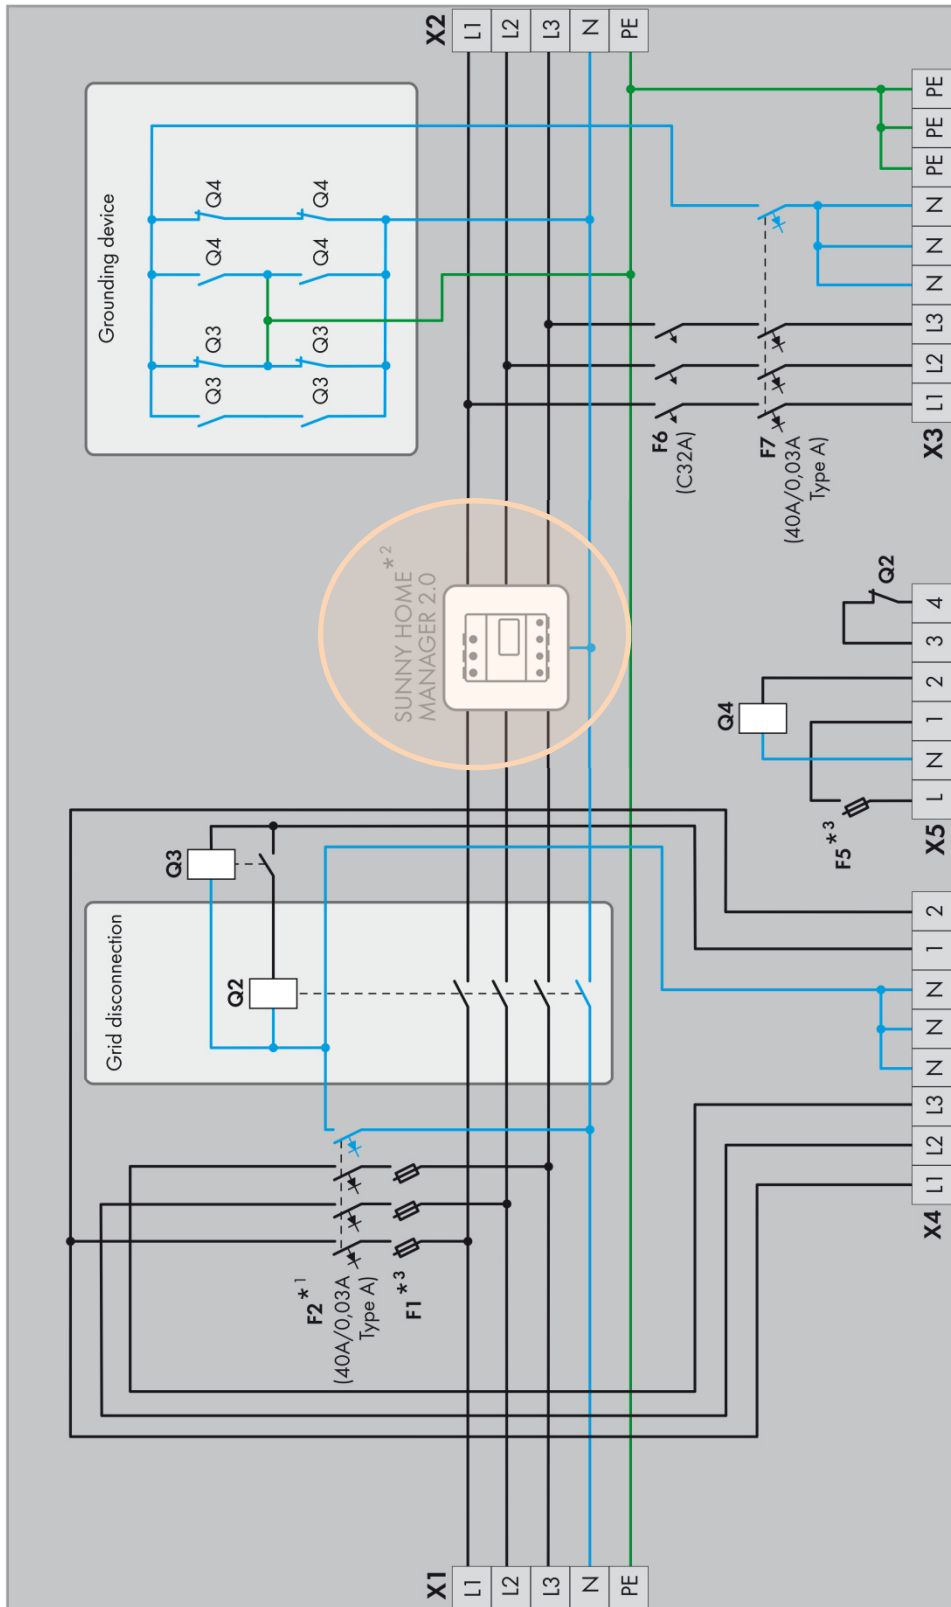 X2
L1
L2
L3
N
PE
Grounding device
Q4
Q4
Q4
Q4
Q3
Q3
Q3
Q3
PE
PE
PE
N
N
N
L3
L2
L1
X3
F6
(C32A)
F7
(40A/0,03A
Type A)
SUNNY HOME *2
MANAGER 2.0
Q2
4
3
2
1
N
L
X5
Q4
F5 *3
Q3
Grid disconnection
Q2
2
1
N
N
N
L3
L2
L1
X4
F2 *1
(40A/0,03A
Type A)
F1 *3
X1
L1
L2
L3
N
PE